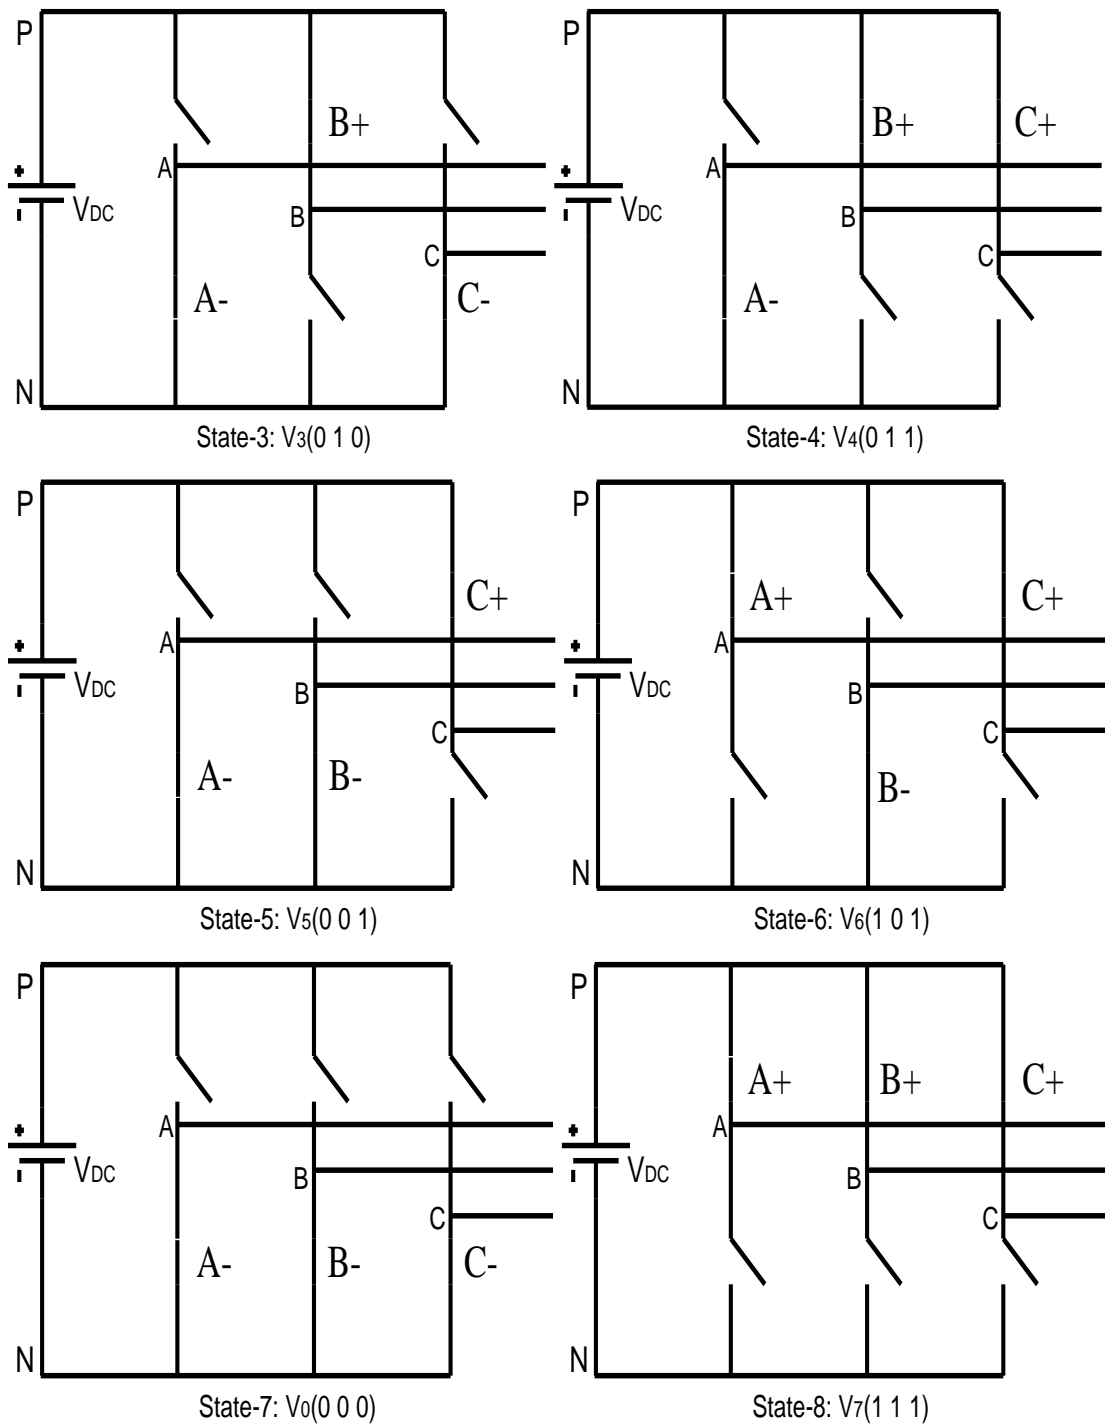 P
B+
A
+
-
VDC
B
C
A-
C-
N
State-3: V3(0 1 0)
P
B+
C+
A
+
-
VDC
B
C
A-
N
State-4: V4(0 1 1)
P
C+
A
+
-
VDC
B
C
A-
B-
N
State-5: V5(0 0 1)
P
A+
C+
A
+
-
VDC
B
C
B-
N
State-6: V6(1 0 1)
P
A
+
-
VDC
B
C
A-
B-
C-
N
State-7: V0(0 0 0)
P
A+
B+
C+
A
+
-
VDC
B
C
N
State-8: V7(1 1 1)